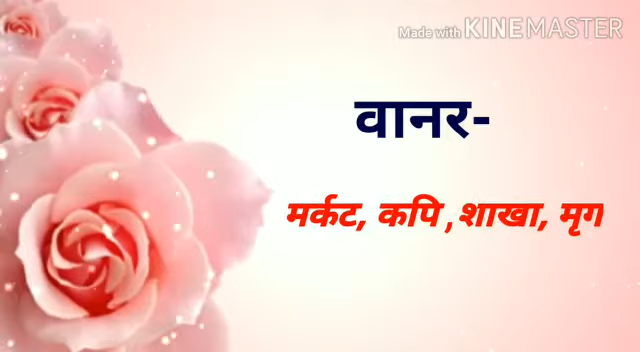 Made with KINEMASTER
वानर-
मर्कट, कपि ,शाखा, मृग